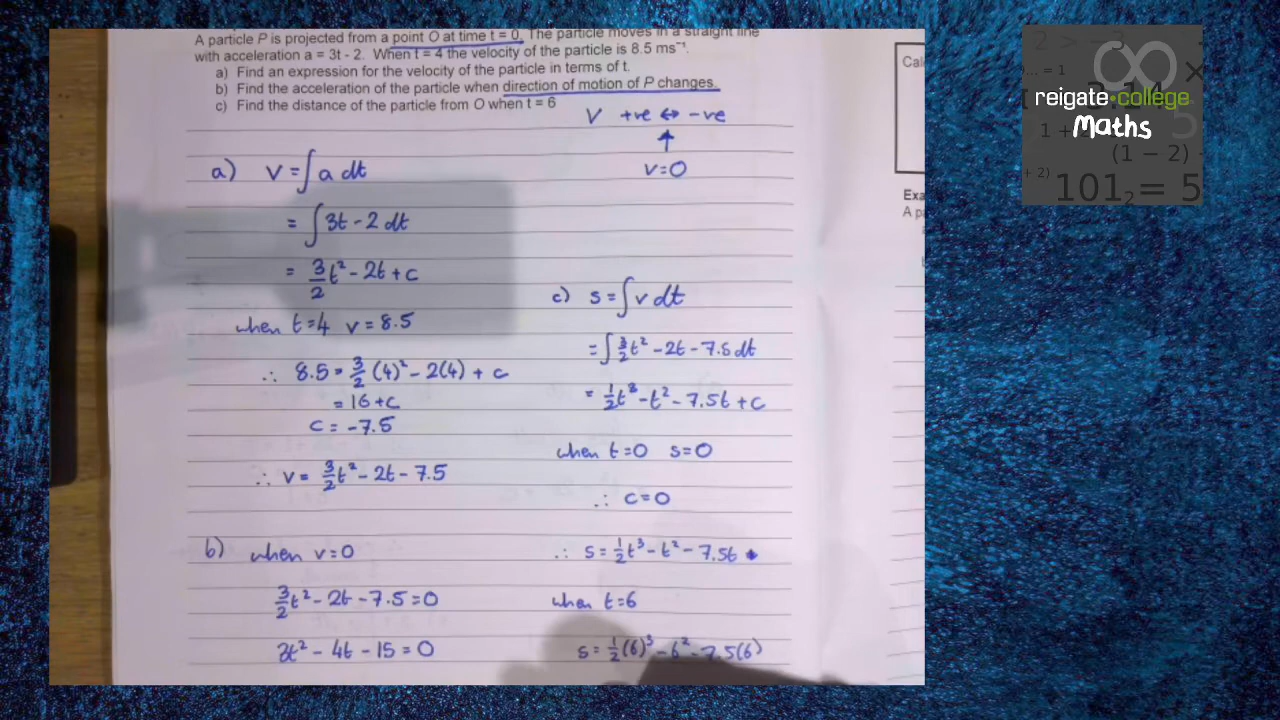 A particle P is projected from a point O at time t = 0. The particle moves in a straight line
with acceleration a = 3t - 2. When t = 4 the velocity of the particle is 8.5 ms⁻¹.
a) Find an expression for the velocity of the particle in terms of t.
b) Find the acceleration of the particle when direction of motion of P changes.
c) Find the distance of the particle from O when t = 6
V +ve ↔ -ve
↑
v=0
a) v = ∫ a dt
= ∫ 3t - 2 dt
= 3/2 t² - 2t + c
when t=4 v = 8.5
∴ 8.5 = 3/2 (4)² - 2(4) + c
= 16 + c
c = -7.5
∴ v = 3/2 t² - 2t - 7.5
b) when v=0
3/2 t² - 2t - 7.5 = 0
3t² - 4t - 15 = 0
c) s = ∫ v dt
= ∫ 3/2 t² - 2t - 7.5 dt
= 1/2 t³ - t² - 7.5t + c
when t=0 s=0
∴ c=0
∴ s = 1/2 t³ - t² - 7.5t
when t=6
s = 1/2 (6)³ - 6² - 7.5(6)
Exa
A p
reigate·college
Maths
... = 1
(1 − 2)
+ 2)
101₂ = 5